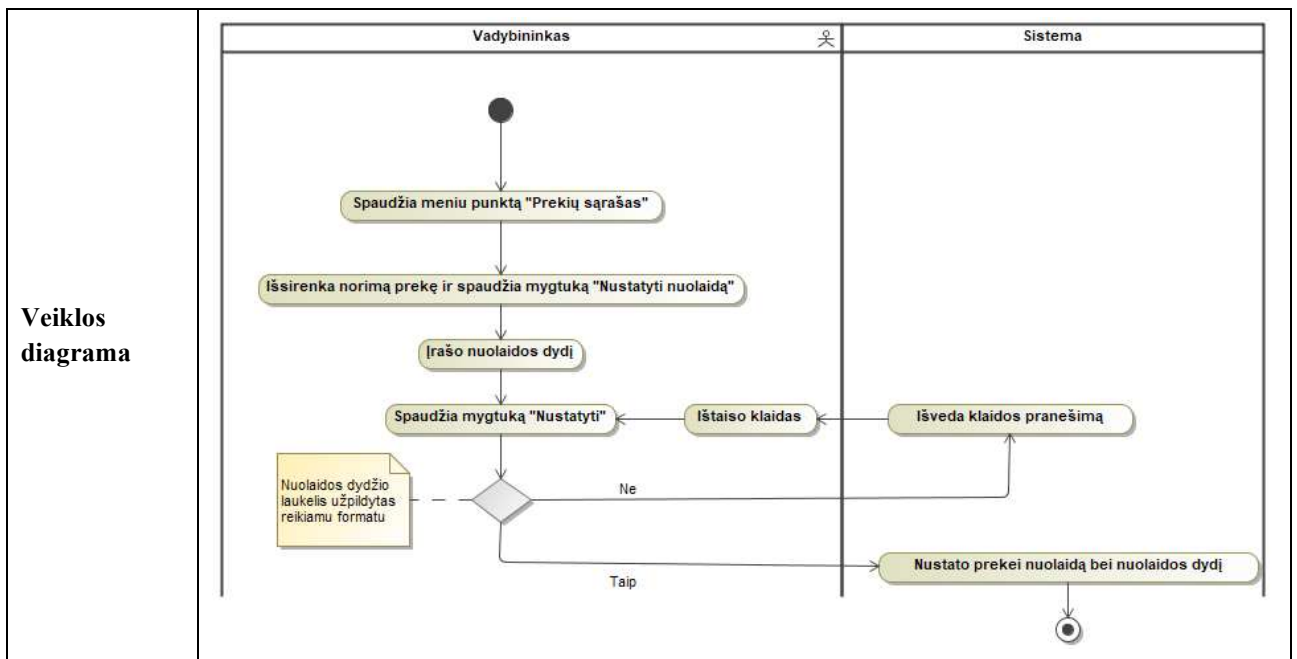 Veiklos
diagrama
Vadybininkas
Sistema
Spaudžia meniu punktą "Prekių sąrašas"
Išsirenka norimą prekę ir spaudžia mygtuką "Nustatyti nuolaidą"
Įrašo nuolaidos dydį
Spaudžia mygtuką "Nustatyti"
Ištaiso klaidas
Išveda klaidos pranešimą
Nuolaidos dydžio
laukelis užpildytas
reikiamu formatu
Ne
Taip
Nustato prekei nuolaidą bei nuolaidos dydį